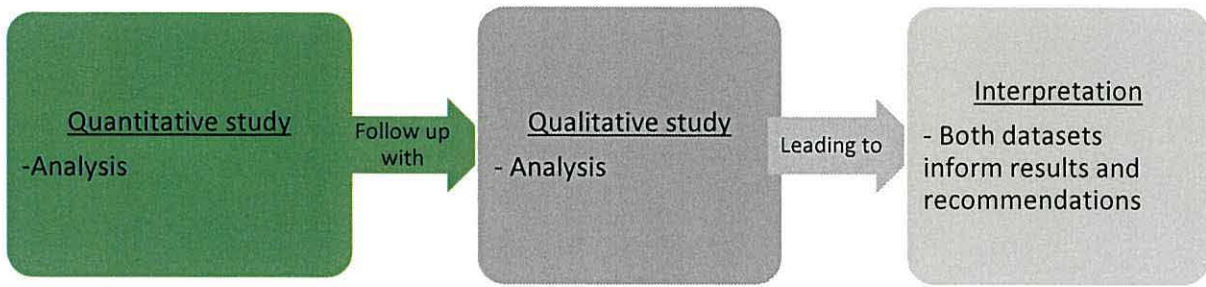 Quantitative study
-Analysis
Follow up
with
Qualitative study
- Analysis
Leading to
Interpretation
- Both datasets
inform results and
recommendations